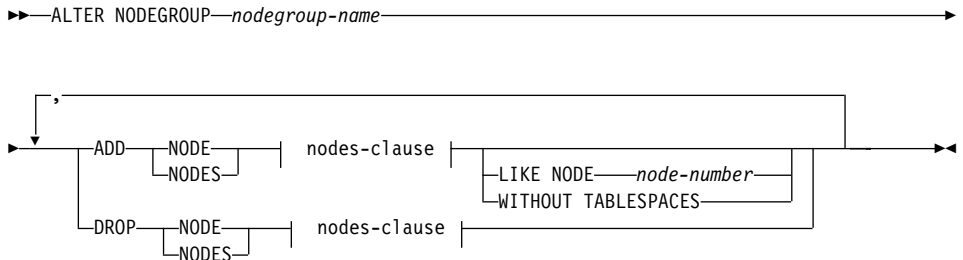 ALTER NODEGROUP nodegroup-name
,
ADD NODE nodes-clause
NODES LIKE NODE node-number
WITHOUT TABLESPACES
DROP NODE nodes-clause
NODES